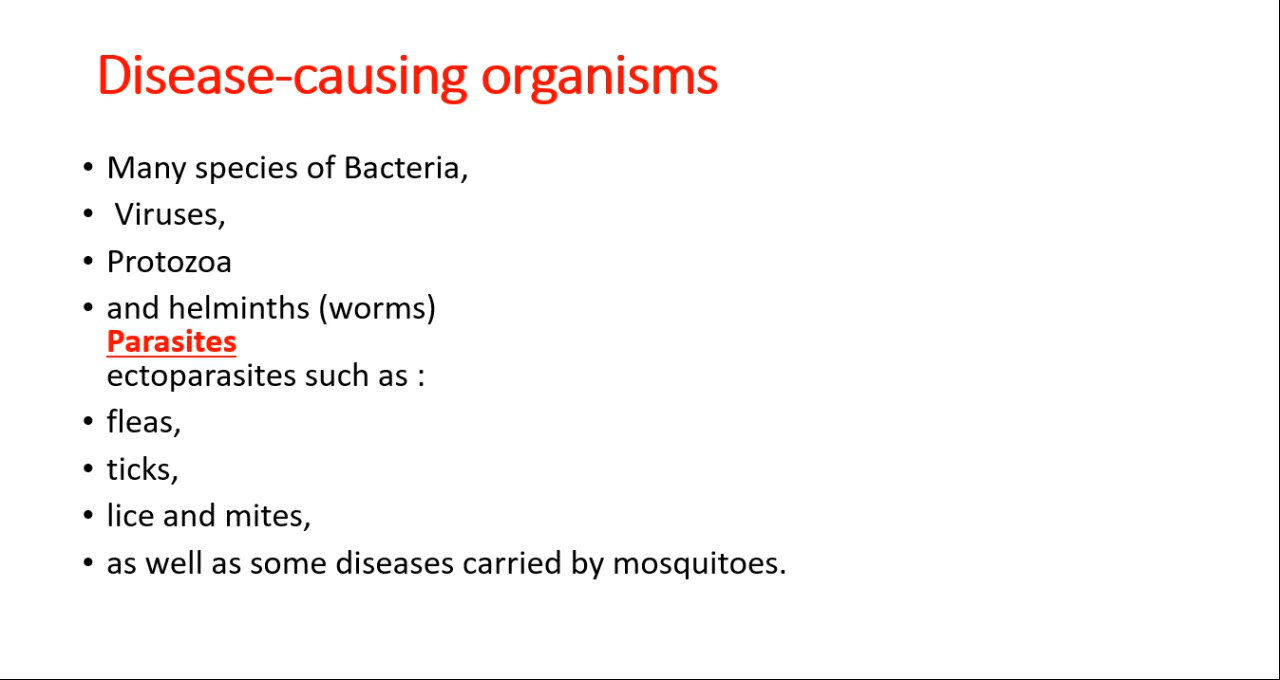 Disease-causing organisms
• Many species of Bacteria,
• Viruses,
• Protozoa
• and helminths (worms)
Parasites
ectoparasites such as :
• fleas,
• ticks,
• lice and mites,
• as well as some diseases carried by mosquitoes.